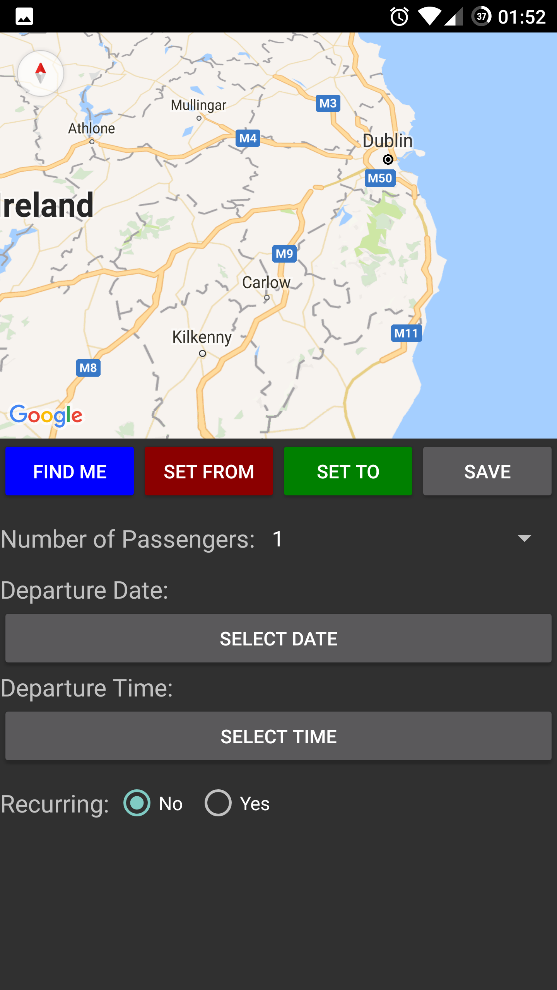 37 01:52
Mullingar
M3
Athlone
M4
Dublin
M50
Ireland
M9
Carlow
M11
Kilkenny
M8
Google
FIND ME SET FROM SET TO SAVE
Number of Passengers: 1
Departure Date:
SELECT DATE
Departure Time:
SELECT TIME
Recurring: No Yes